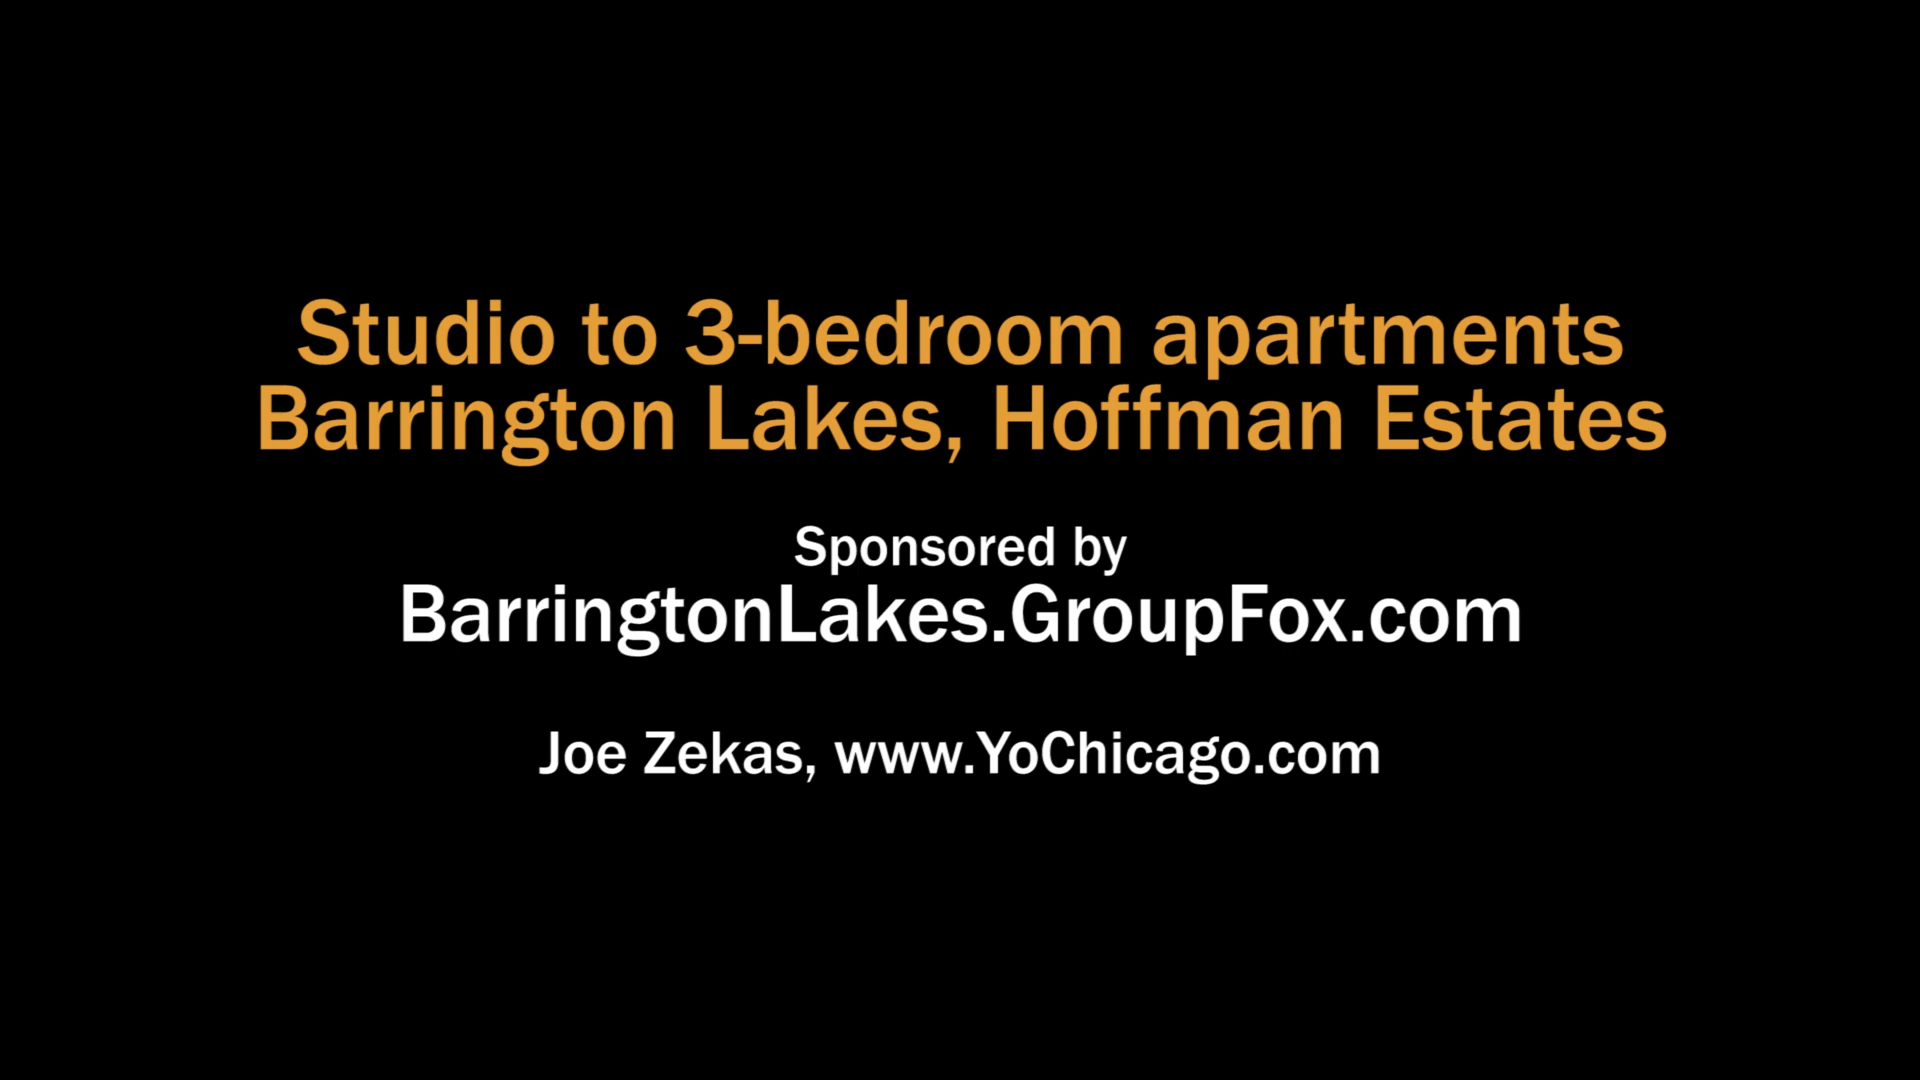 Studio to 3-bedroom apartments
Barrington Lakes, Hoffman Estates
Sponsored by
BarringtonLakes.GroupFox.com
Joe Zekas, www.YoChicago.com